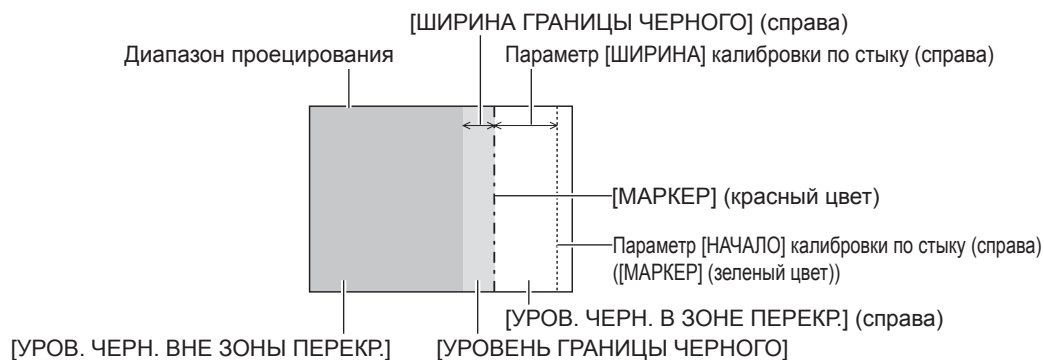 [ШИРИНА ГРАНИЦЫ ЧЕРНОГО] (справа)
Диапазон проецирования
Параметр [ШИРИНА] калибровки по стыку (справа)
[МАРКЕР] (красный цвет)
Параметр [НАЧАЛО] калибровки по стыку (справа)
([МАРКЕР] (зеленый цвет))
[УРОВ. ЧЕРН. В ЗОНЕ ПЕРЕКР.] (справа)
[УРОВ. ЧЕРН. ВНЕ ЗОНЫ ПЕРЕКР.]
[УРОВЕНЬ ГРАНИЦЫ ЧЕРНОГО]